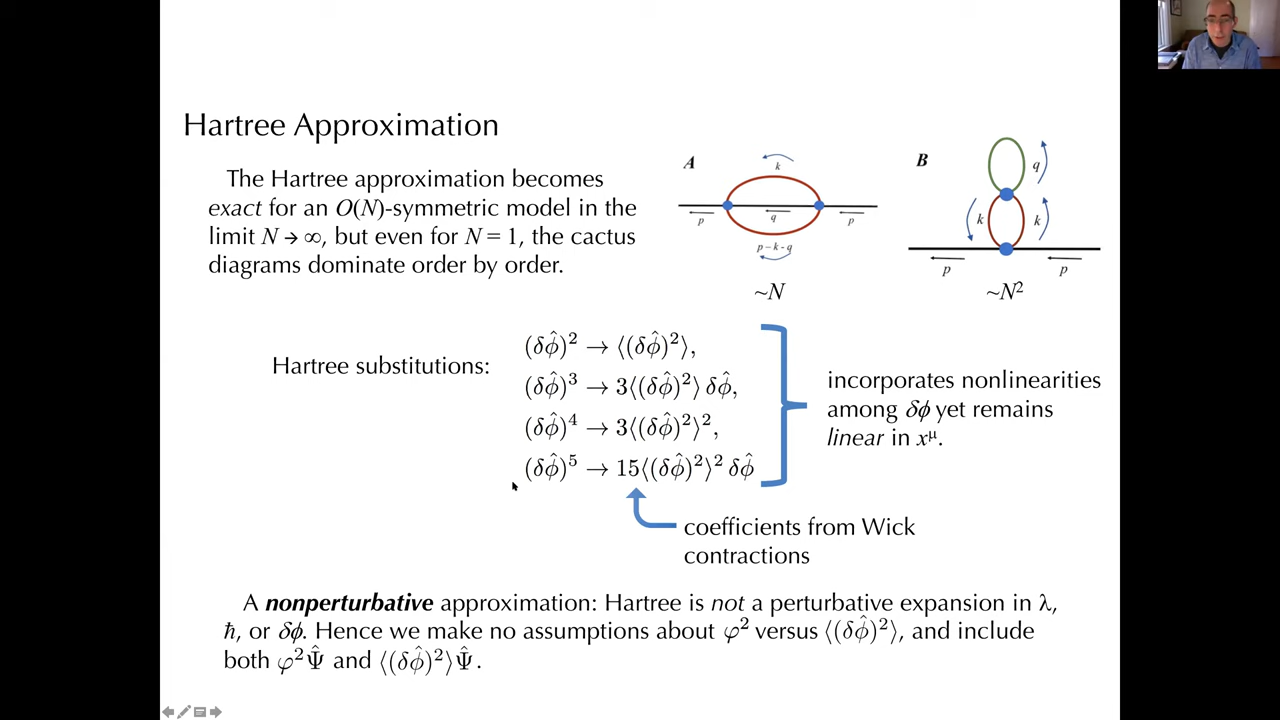 Hartree Approximation
The Hartree approximation becomes
exact for an O(N)-symmetric model in the
limit N → ∞, but even for N = 1, the cactus
diagrams dominate order by order.
A
k
p
q
p
p – k - q
~N
B
q
k
k
p
p
~N²
Hartree substitutions:
(δφ̂)² → ⟨(δφ̂)²⟩,
(δφ̂)³ → 3⟨(δφ̂)²⟩ δφ̂,
(δφ̂)⁴ → 3⟨(δφ̂)²⟩²,
(δφ̂)⁵ → 15⟨(δφ̂)²⟩² δφ̂
incorporates nonlinearities
among δϕ yet remains
linear in xᵘ.
coefficients from Wick
contractions
A nonperturbative approximation: Hartree is not a perturbative expansion in λ,
ħ, or δϕ. Hence we make no assumptions about φ² versus ⟨(δφ̂)²⟩, and include
both φ²Ψ̂ and ⟨(δφ̂)²⟩Ψ̂.